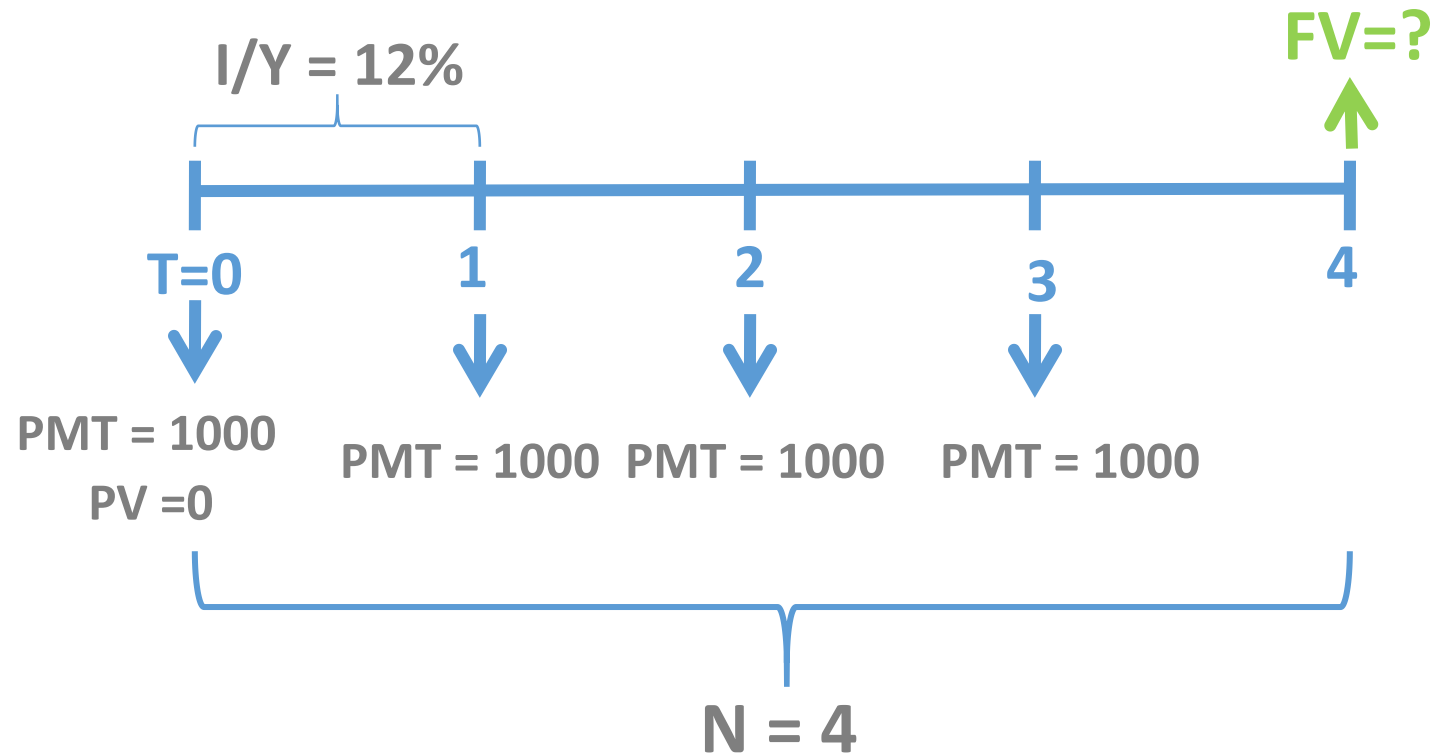 FV=?
I/Y = 12%
T=0 1 2 3 4
PMT = 1000 PMT = 1000 PMT = 1000 PMT = 1000
PV =0
N = 4